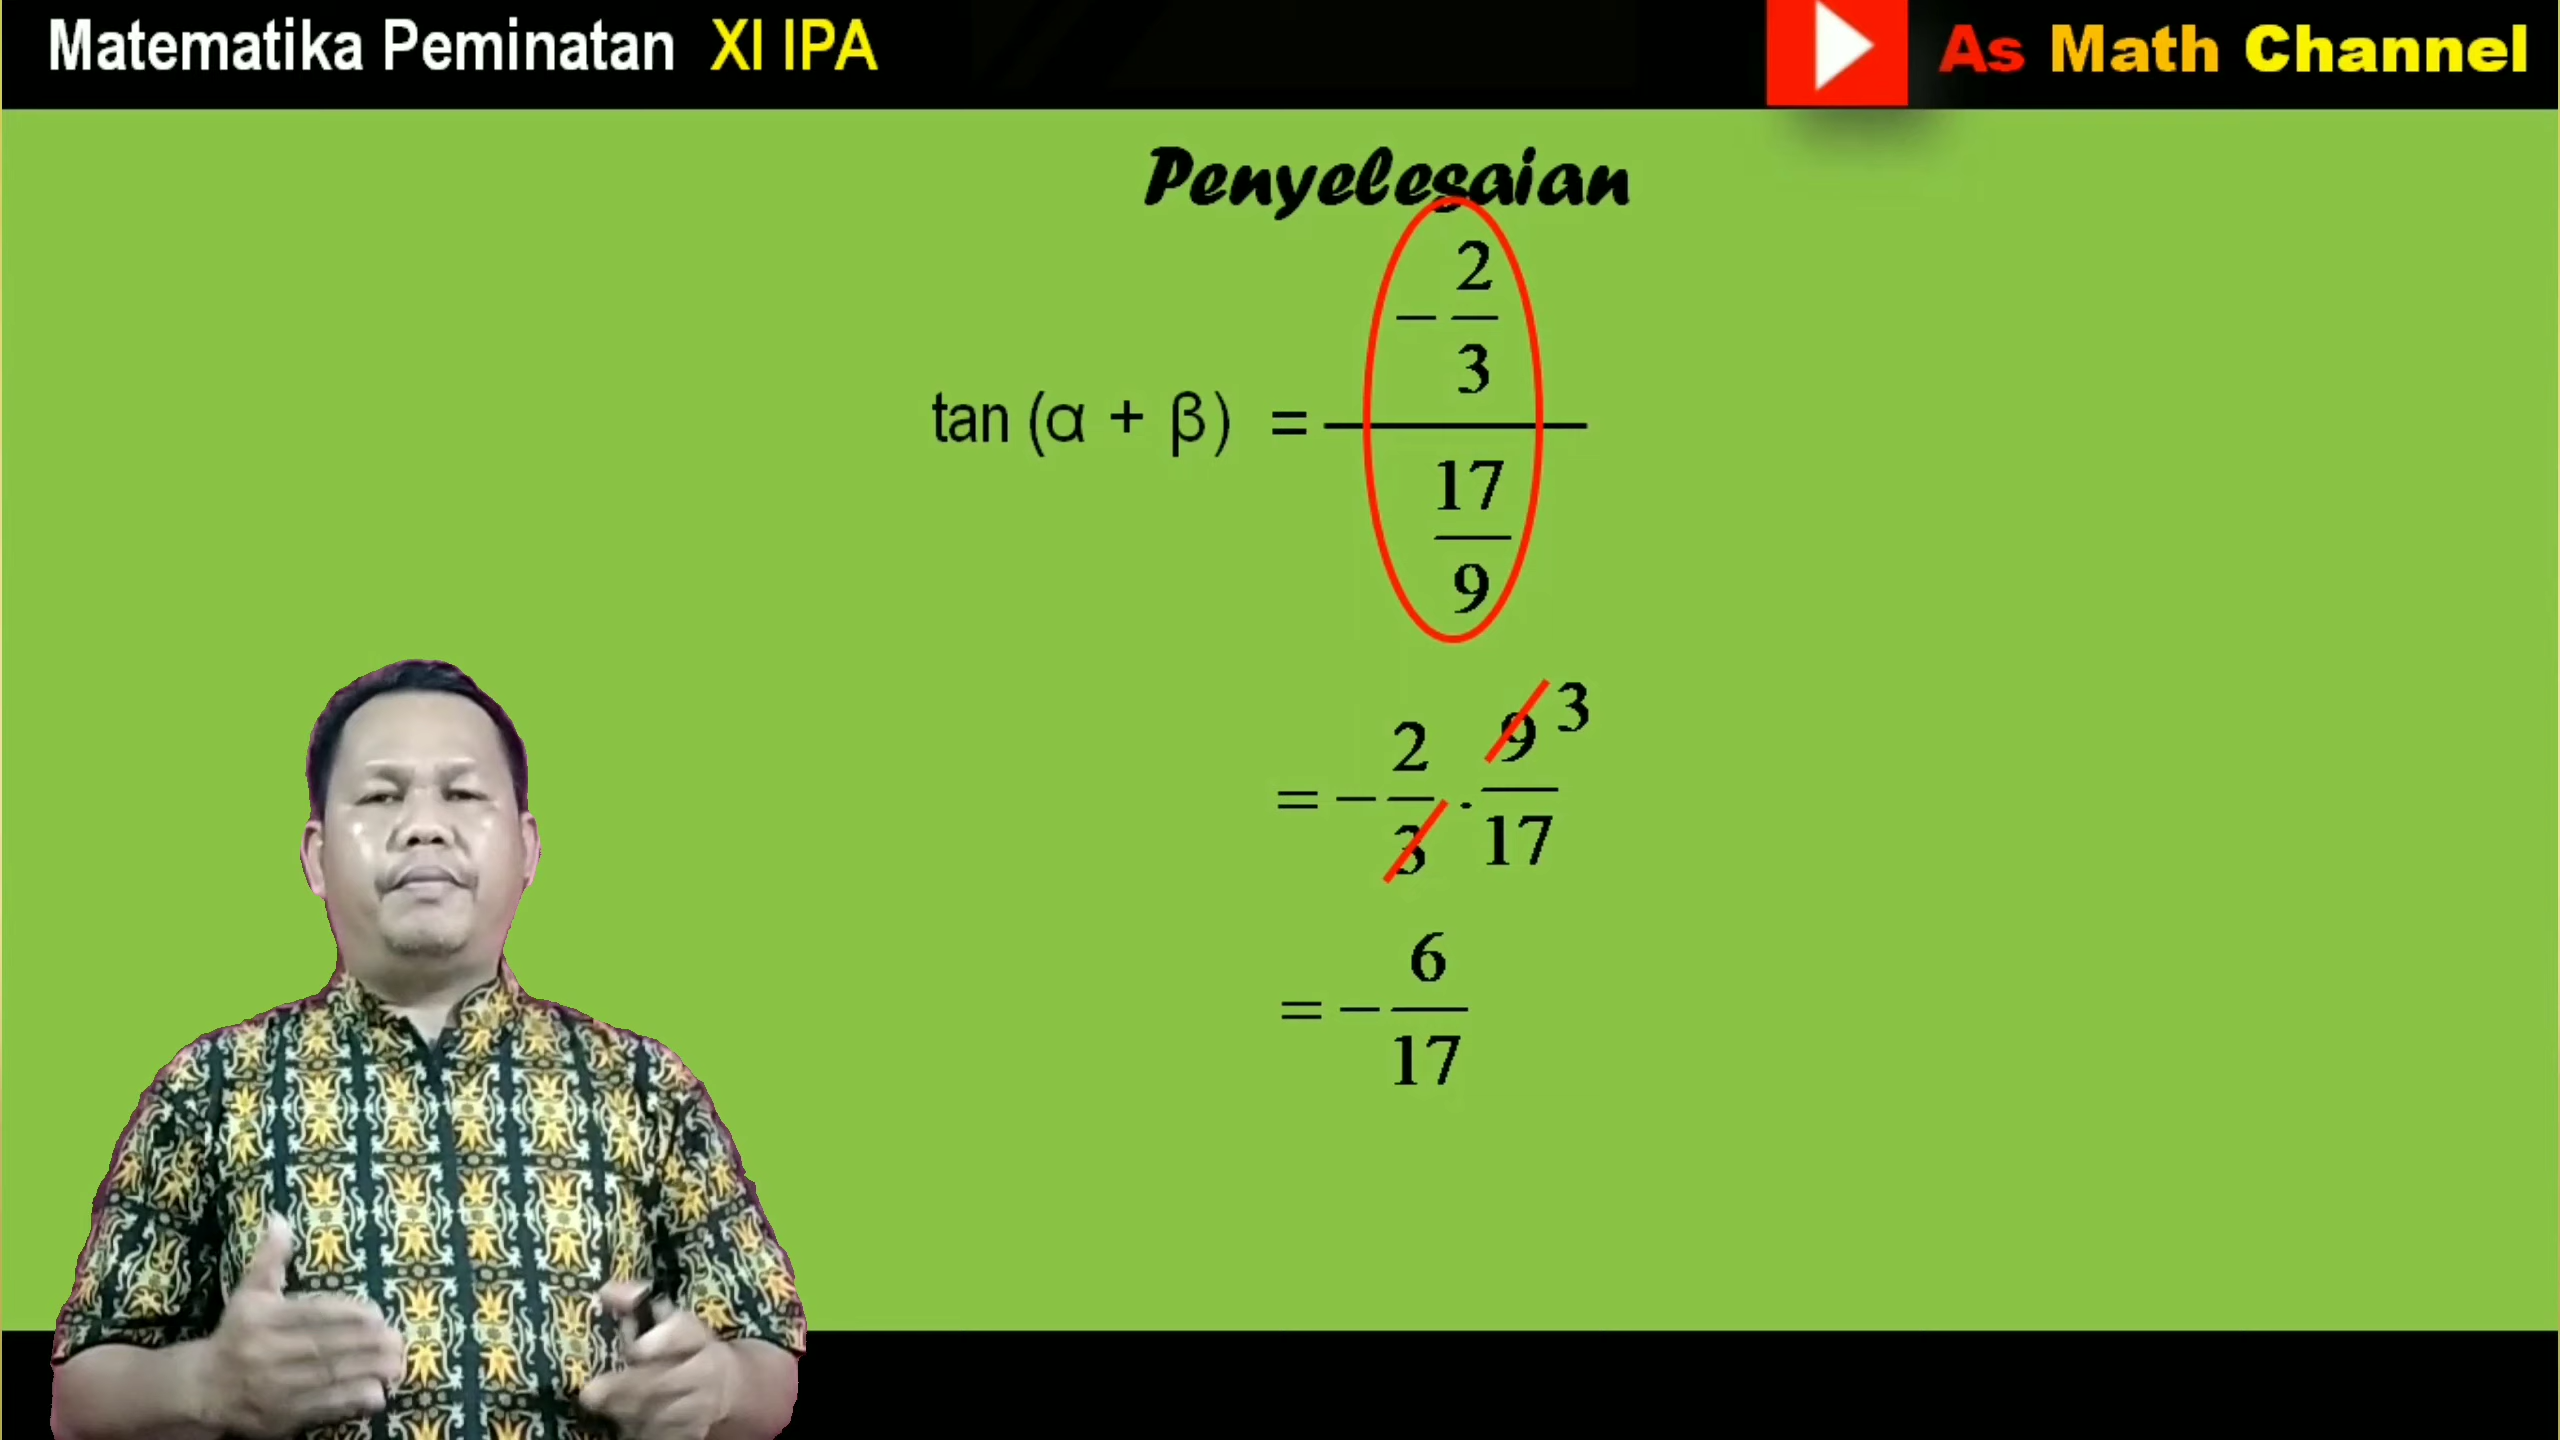 Matematika Peminatan XI IPA
As Math Channel
Penyelesaian
tan (α + β) = (-2/3)/(17/9)
= -2/3 . 9/17 3
= -6/17